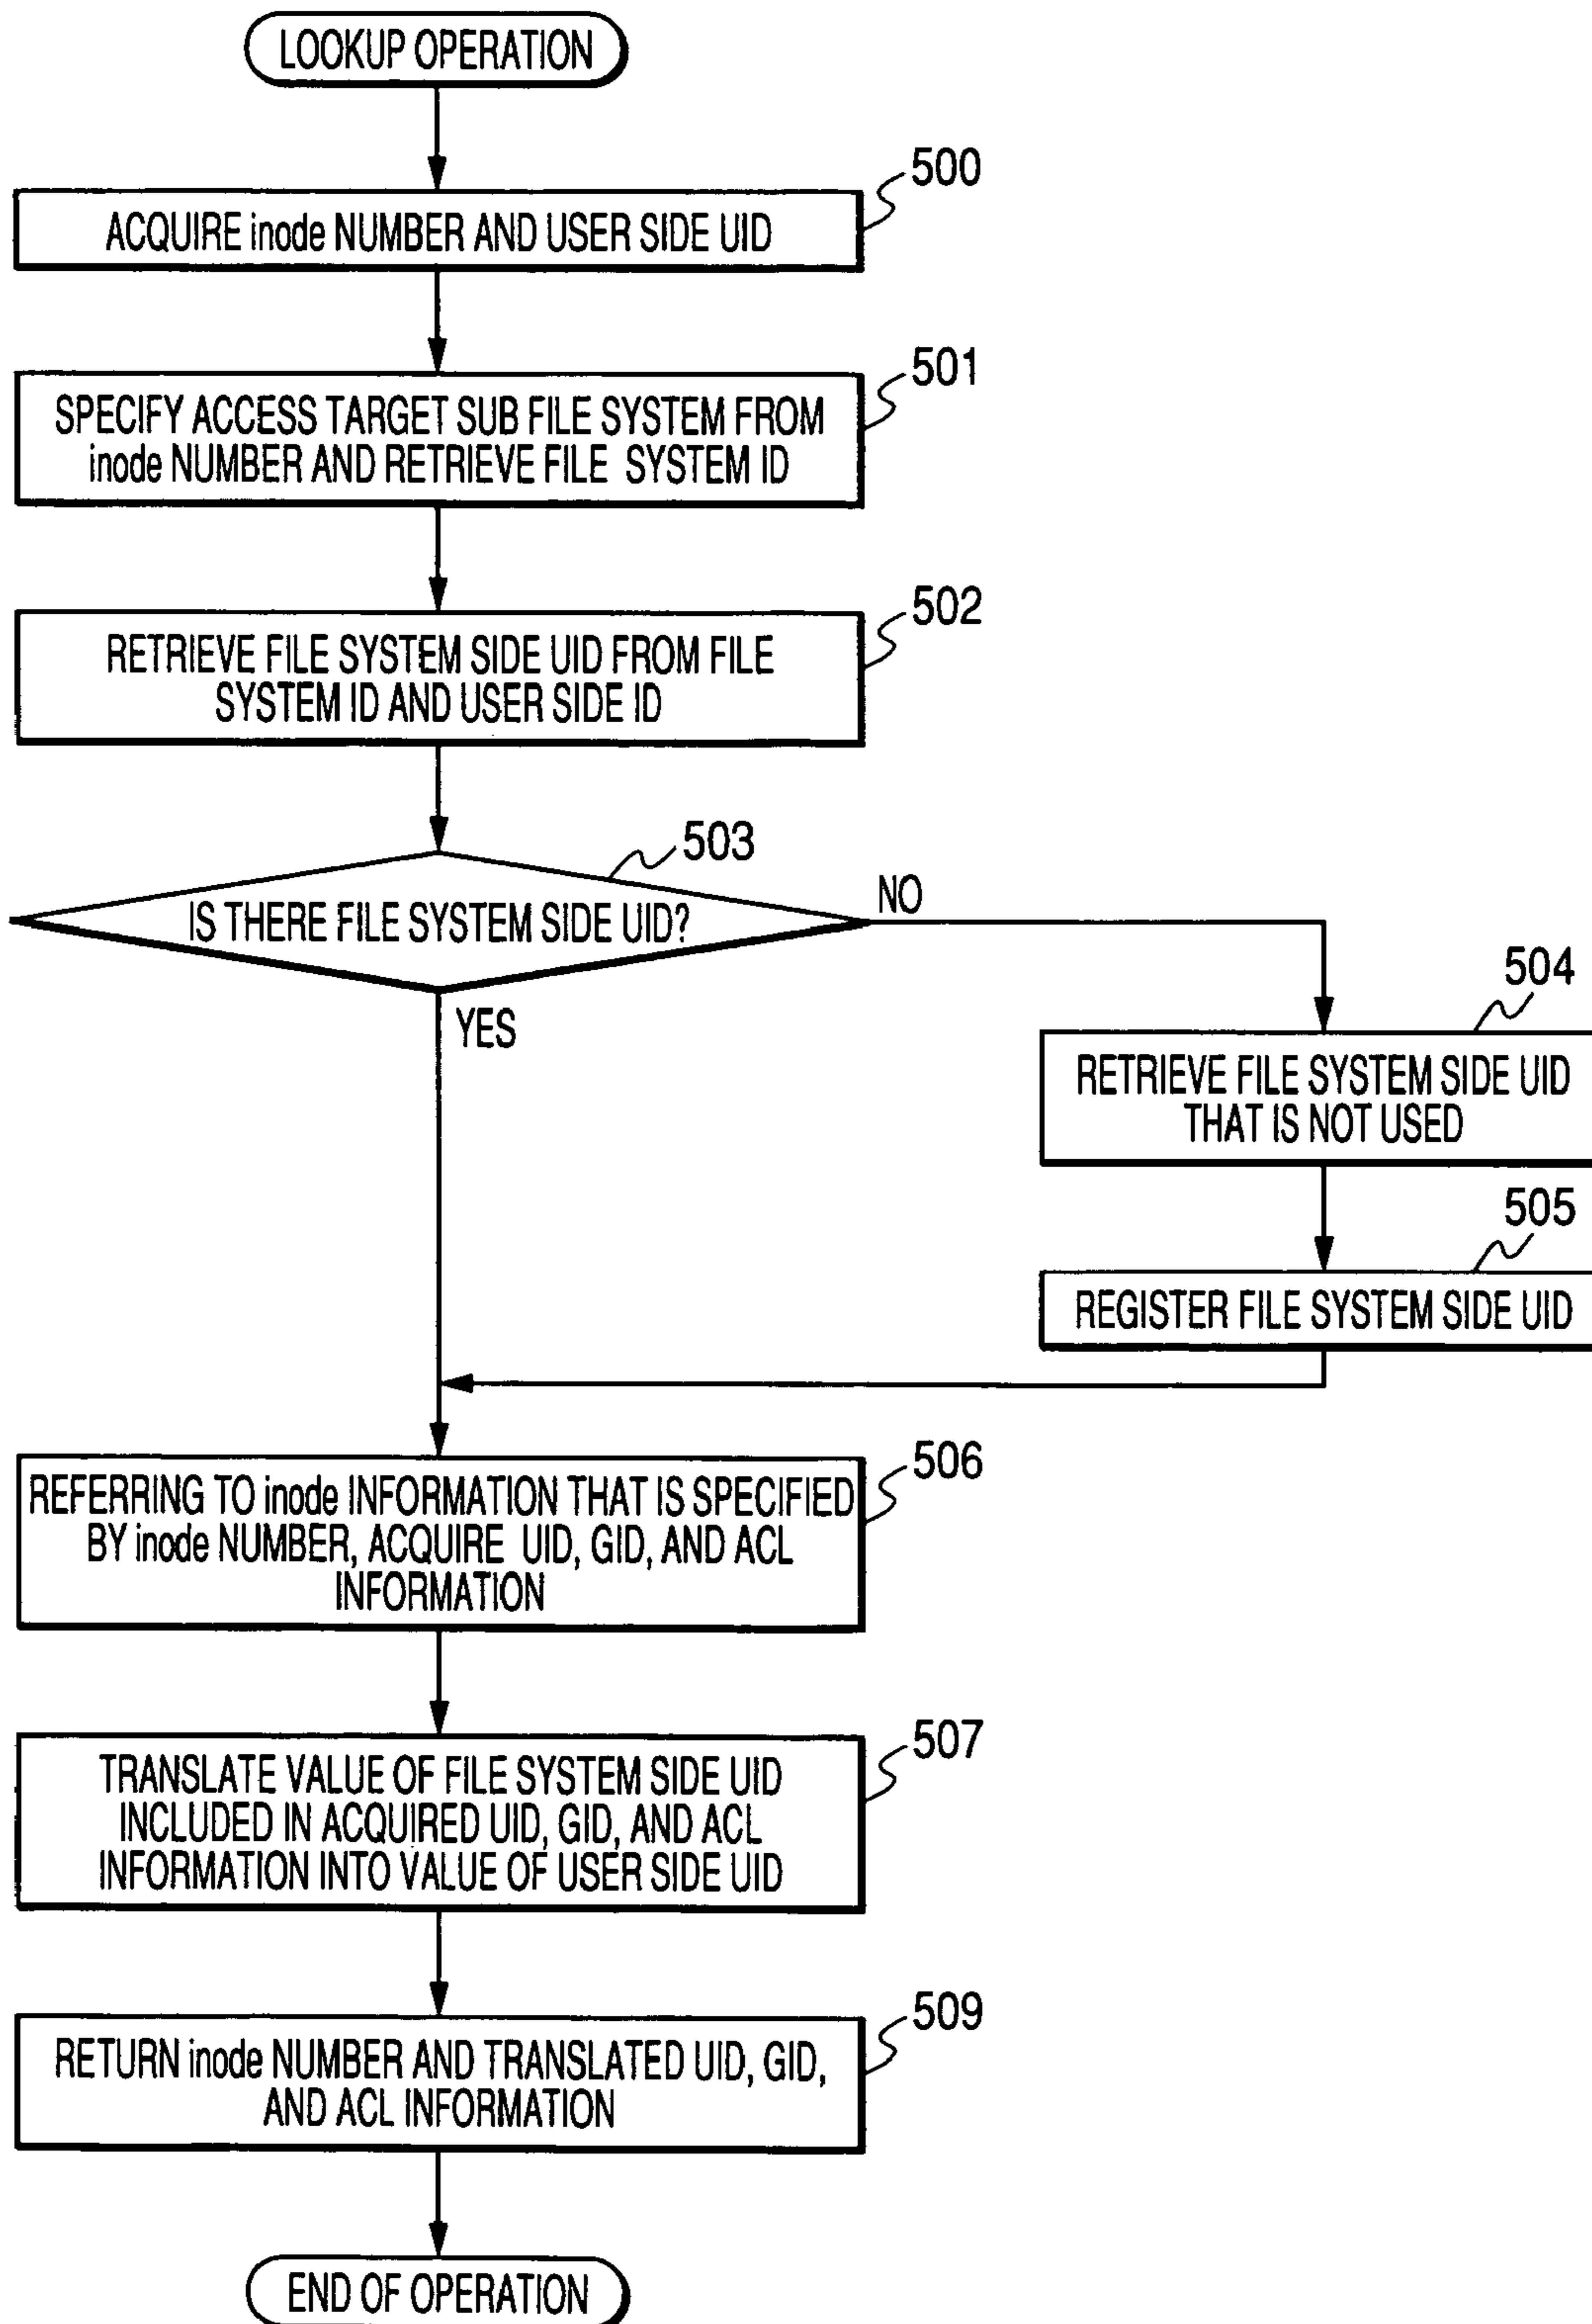 LOOKUP OPERATION
500
ACQUIRE inode NUMBER AND USER SIDE UID
501
SPECIFY ACCESS TARGET SUB FILE SYSTEM FROM
inode NUMBER AND RETRIEVE FILE SYSTEM ID
502
RETRIEVE FILE SYSTEM SIDE UID FROM FILE
SYSTEM ID AND USER SIDE ID
503
IS THERE FILE SYSTEM SIDE UID?
NO
YES
504
RETRIEVE FILE SYSTEM SIDE UID
THAT IS NOT USED
505
REGISTER FILE SYSTEM SIDE UID
506
REFERRING TO inode INFORMATION THAT IS SPECIFIED
BY inode NUMBER, ACQUIRE UID, GID, AND ACL
INFORMATION
507
TRANSLATE VALUE OF FILE SYSTEM SIDE UID
INCLUDED IN ACQUIRED UID, GID, AND ACL
INFORMATION INTO VALUE OF USER SIDE UID
509
RETURN inode NUMBER AND TRANSLATED UID, GID,
AND ACL INFORMATION
END OF OPERATION